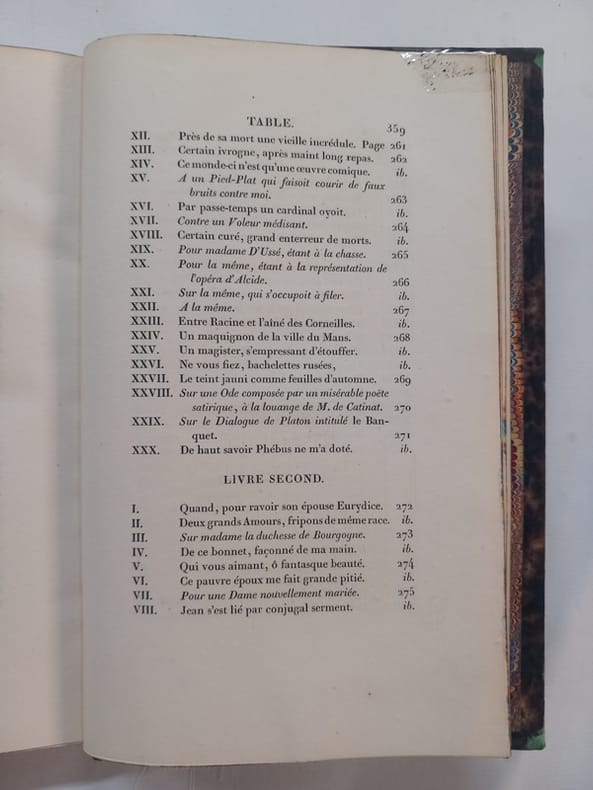 TABLE. 359
XII. Près de sa mort une vieille incrédule. Page 261
XIII. Certain ivrogne, après maint long repas. 262
XIV. Ce monde-ci n'est qu'une œuvre comique. ib.
XV. A un Pied-Plat qui faisoit courir de faux
bruits contre moi. 263
XVI. Par passe-temps un cardinal oyoit. ib.
XVII. Contre un Voleur médisant. 264
XVIII. Certain curé, grand enterreur de morts. ib.
XIX. Pour madame D'Ussé, étant à la chasse. 265
XX. Pour la même, étant à la représentation de
l'opéra d'Alcide. 266
XXI. Sur la même, qui s'occupoit à filer. ib.
XXII. A la même. 267
XXIII. Entre Racine et l'aîné des Corneilles. ib.
XXIV. Un maquignon de la ville du Mans. 268
XXV. Un magister, s'empressant d'étouffer. ib.
XXVI. Ne vous fiez, bachelettes rusées, ib.
XXVII. Le teint jauni comme feuilles d'automne. 269
XXVIII. Sur une Ode composée par un misérable poëte
satirique, à la louange de M. de Catinat. 270
XXIX. Sur le Dialogue de Platon intitulé le Ban-
quet. 271
XXX. De haut savoir Phébus ne m'a doté. ib.
LIVRE SECOND.
I. Quand, pour ravoir son épouse Eurydice. 272
II. Deux grands Amours, fripons de même race. ib.
III. Sur madame la duchesse de Bourgogne. 273
IV. De ce bonnet, façonné de ma main. ib.
V. Qui vous aimant, ô fantasque beauté. 274
VI. Ce pauvre époux me fait grande pitié. ib.
VII. Pour une Dame nouvellement mariée. 275
VIII. Jean s'est lié par conjugal serment. ib.